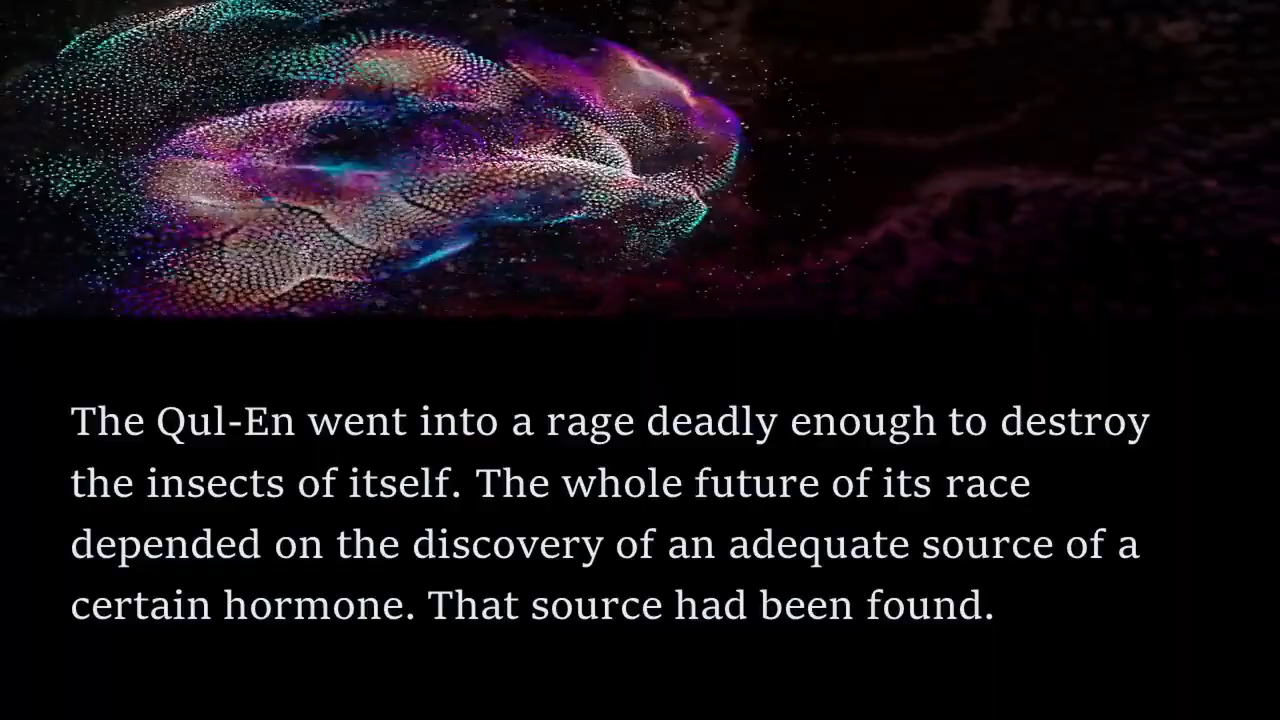 The Qul-En went into a rage deadly enough to destroy
the insects of itself. The whole future of its race
depended on the discovery of an adequate source of a
certain hormone. That source had been found.